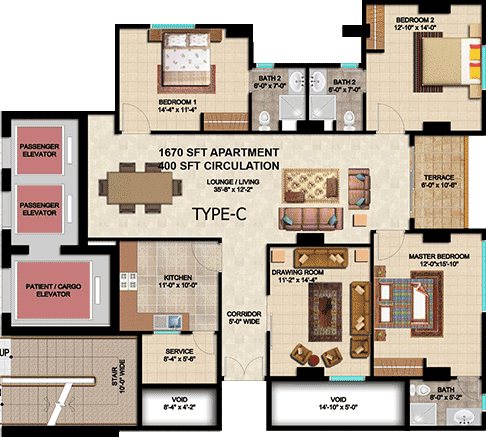 BEDROOM 2
12'-10" x 14'-0"
BATH 2
6'-0" x 7'-0"
BATH 2
6'-0" x 7'-0"
BEDROOM 1
14'-4" x 11'-4"
PASSENGER
ELEVATOR
1670 SFT APARTMENT
400 SFT CIRCULATION
LOUNGE / LIVING
35'-8" x 12'-2"
TERRACE
6'-0" x 10'-6"
PASSENGER
ELEVATOR
TYPE-C
MASTER BEDROOM
12'-0"x15'-10"
KITCHEN
11'-0" x 10'-0"
DRAWING ROOM
11'-2" x 14'-4"
PATIENT / CARGO
ELEVATOR
CORRIDOR
5'-0" WIDE
UP
STAIR
10'-0" WIDE
SERVICE
8'-4" x 5'-6"
BATH
8'-0" x 5'-2"
VOID
8'-4" x 4'-2"
VOID
14'-10" x 5'-0"